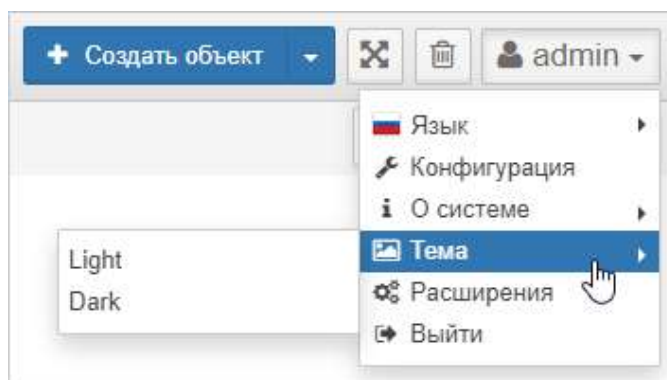 Создать объект
admin
Язык
Конфигурация
О системе
Тема
Расширения
Выйти
Light
Dark